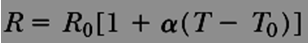 R = R₀[1 + α(T − T₀)]